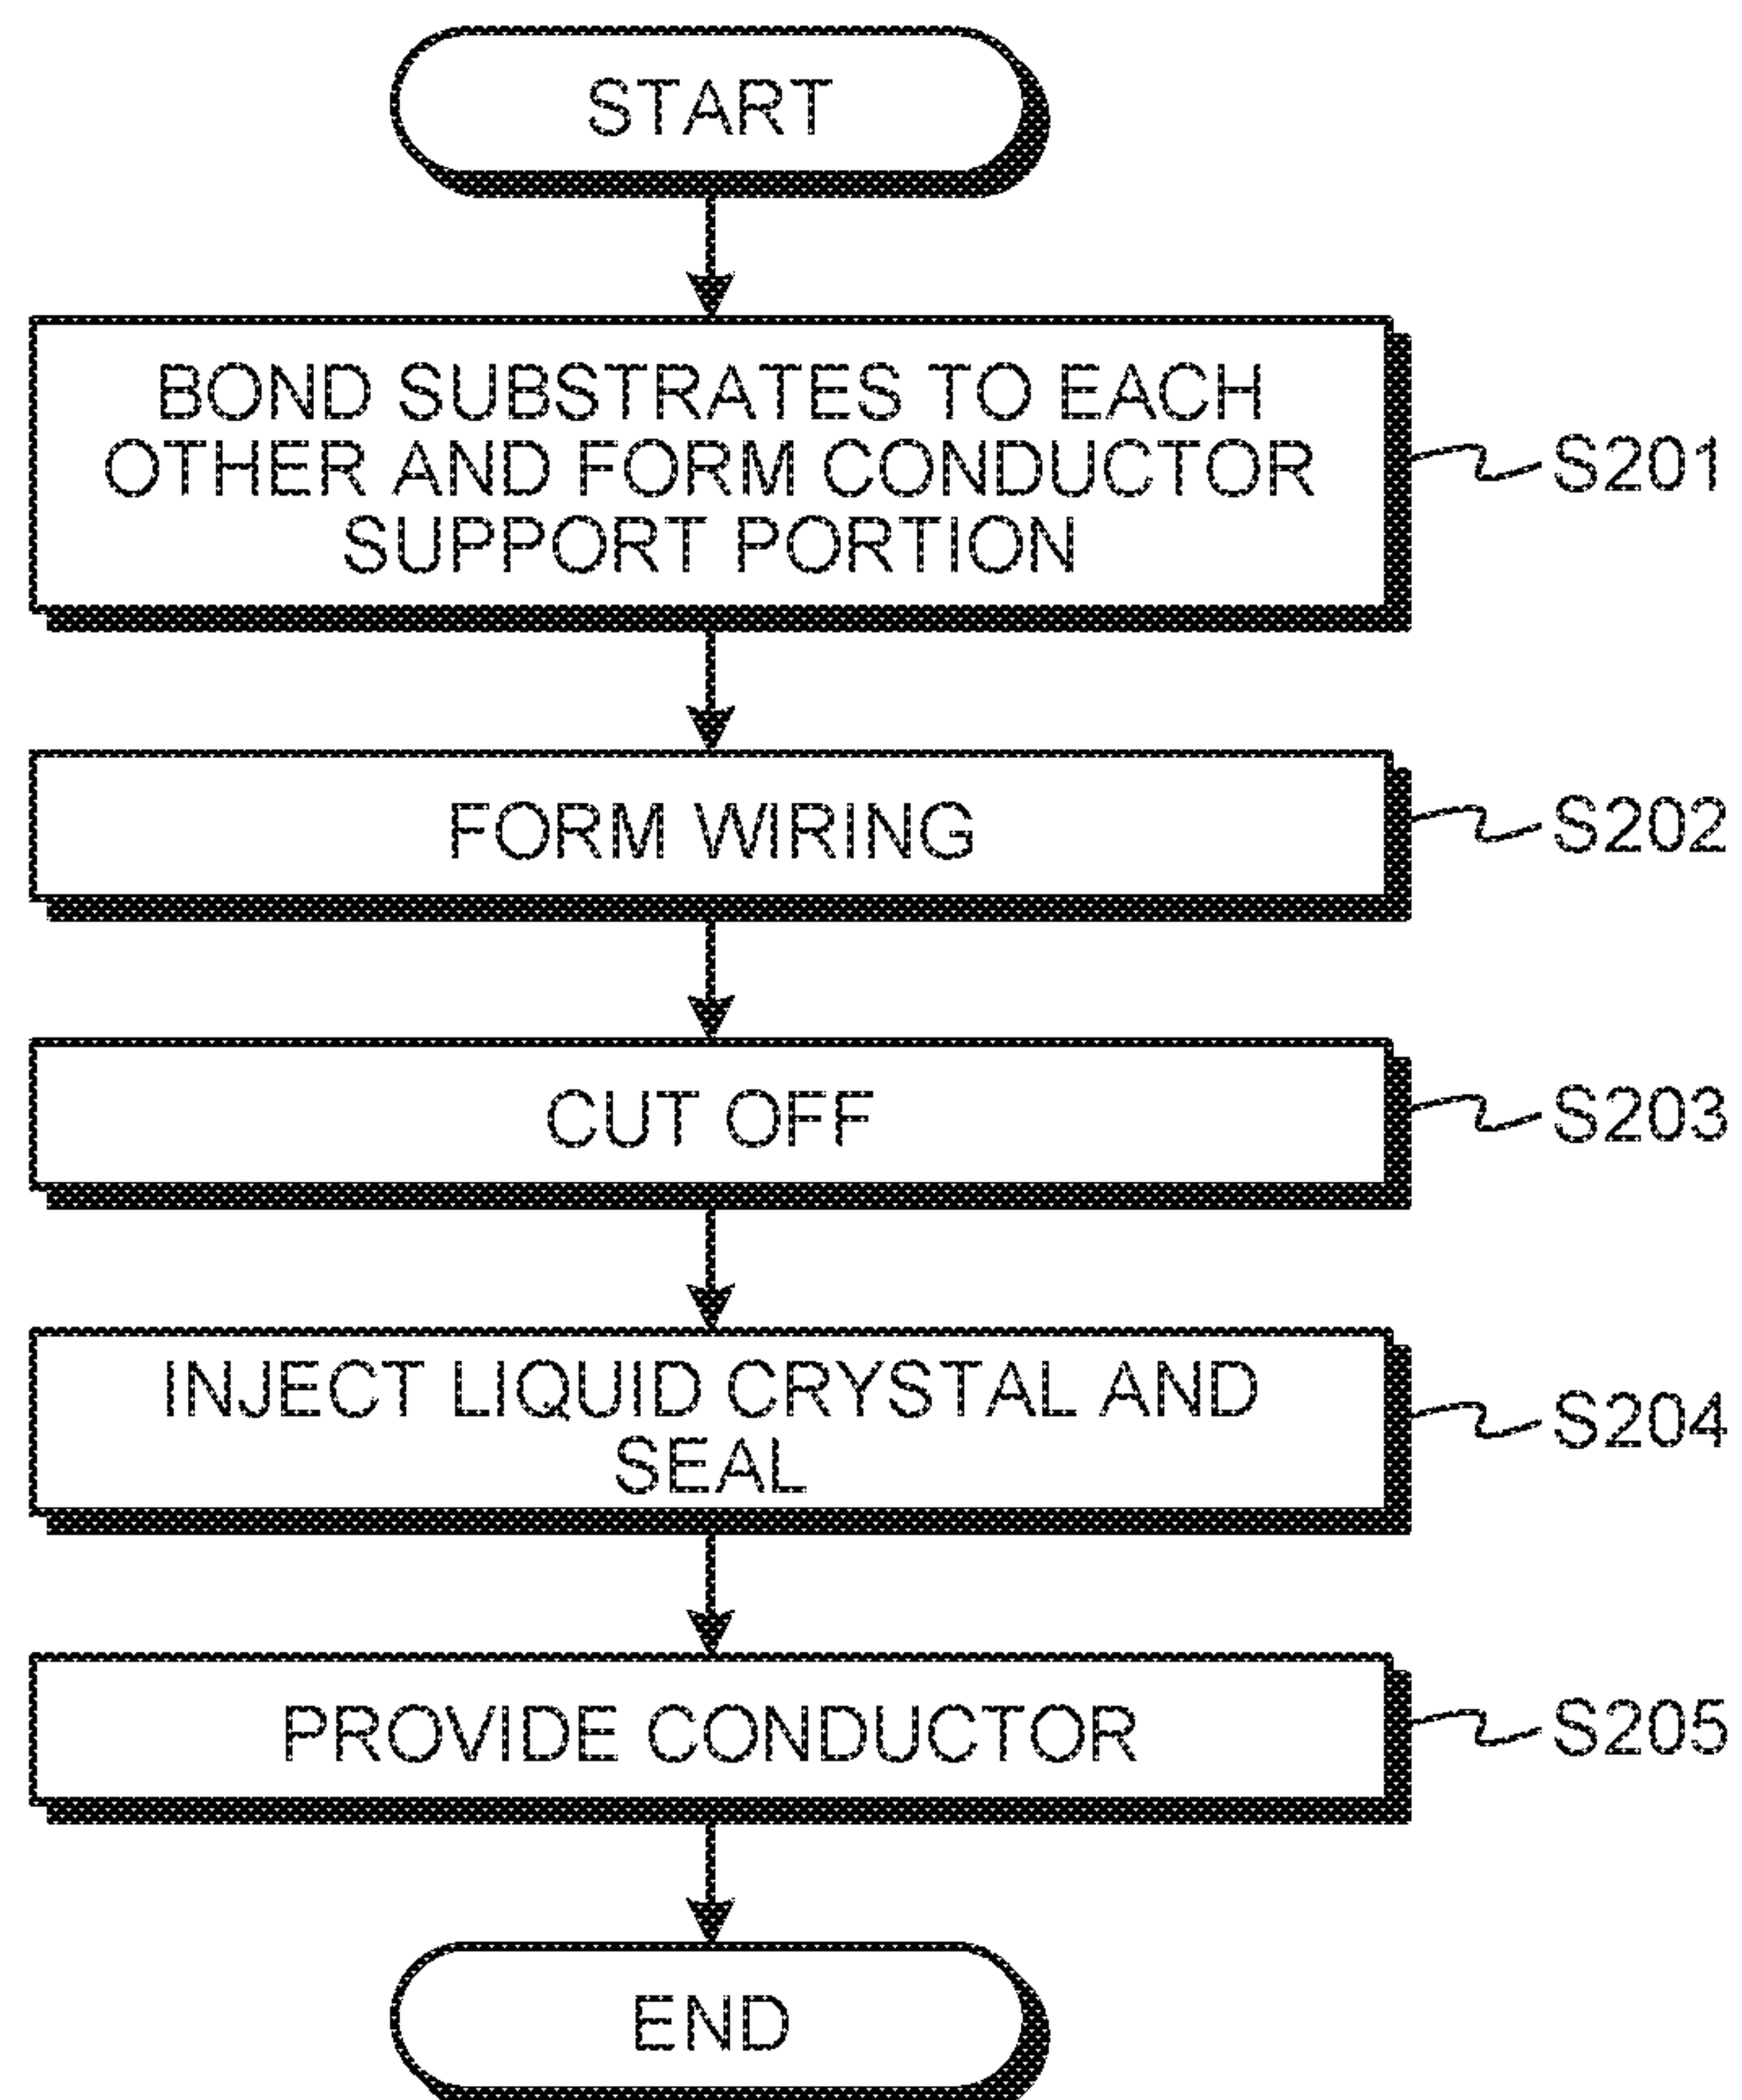 START
BOND SUBSTRATES TO EACH
OTHER AND FORM CONDUCTOR
SUPPORT PORTION
S201
FORM WIRING
S202
CUT OFF
S203
INJECT LIQUID CRYSTAL AND
SEAL
S204
PROVIDE CONDUCTOR
S205
END